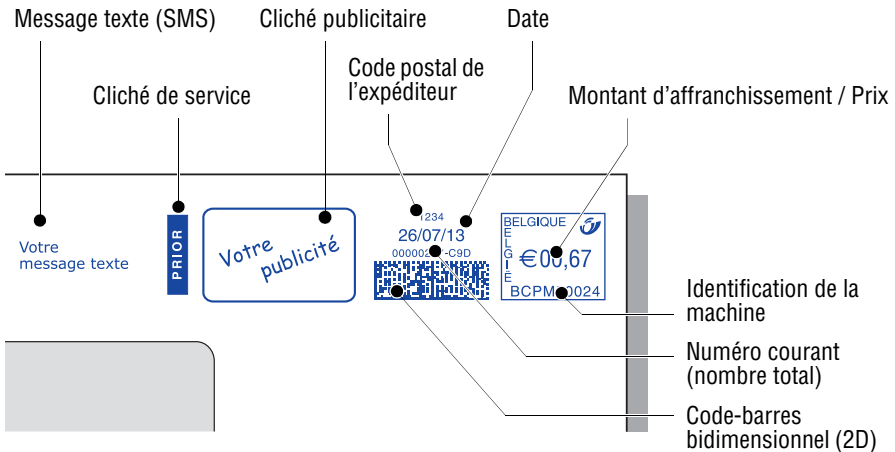 Message texte (SMS)
Cliché publicitaire
Date
Cliché de service
Code postal de
l’expéditeur
Montant d’affranchissement / Prix
Votre
message texte
PRIOR
Votre
publicité
1234
26/07/13
BELGIQUE
BELGIË
€00,67
Identification de la
machine
Numéro courant
(nombre total)
Code-barres
bidimensionnel (2D)